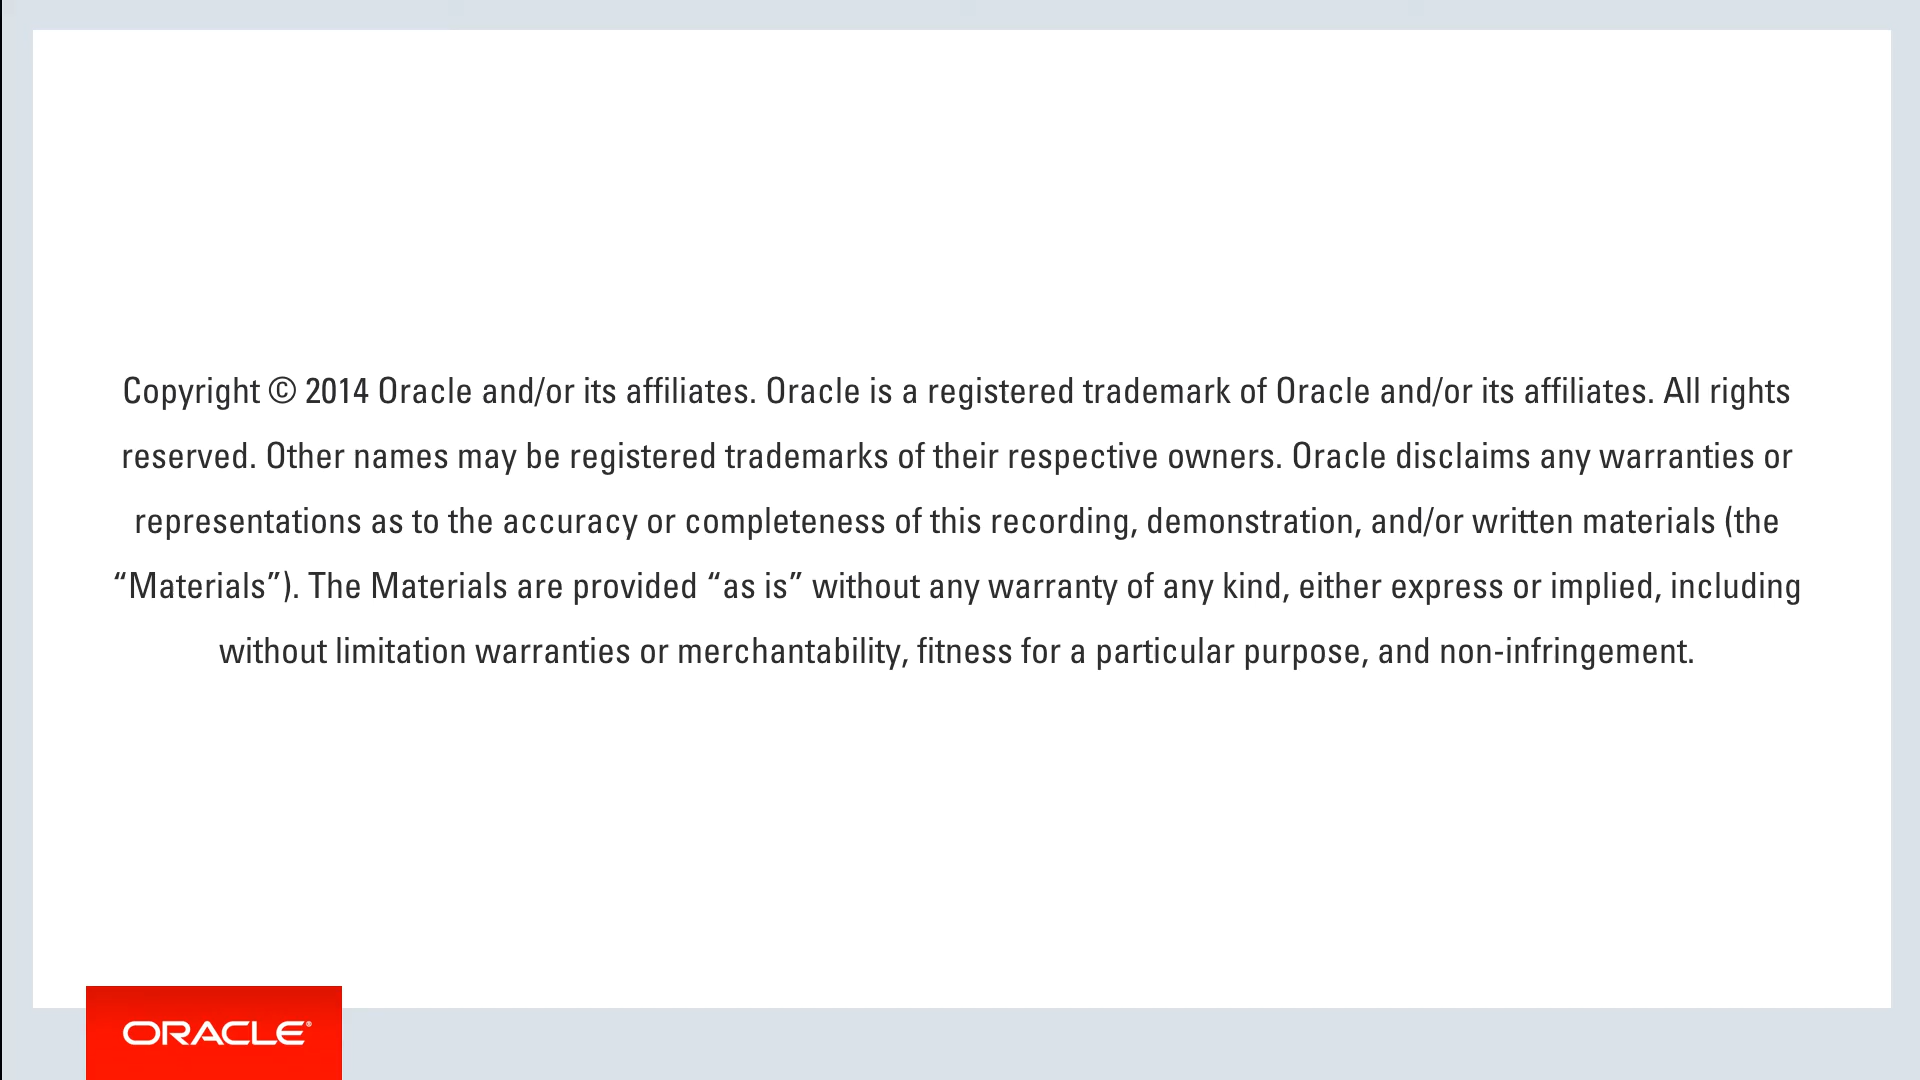 Copyright © 2014 Oracle and/or its affiliates. Oracle is a registered trademark of Oracle and/or its affiliates. All rights
reserved. Other names may be registered trademarks of their respective owners. Oracle disclaims any warranties or
representations as to the accuracy or completeness of this recording, demonstration, and/or written materials (the
“Materials”). The Materials are provided “as is” without any warranty of any kind, either express or implied, including
without limitation warranties or merchantability, fitness for a particular purpose, and non-infringement.
ORACLE®